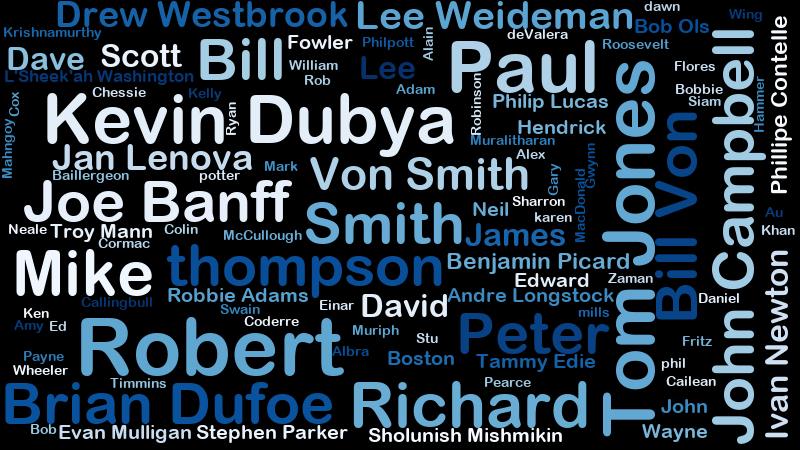 Drew Westbrook
Lee Weideman
dawn
Wing
Krishnamurthy
Dave
Scott
Bill
Fowler
Philpott
Alain
deValera
Bob Ols
Roosevelt
L'Sheek'ah Washington
William
Rob
Lee
Paul
Flores
Chessie
Kelly
Adam
Bobbie
Siam
Hammer
Phillipe Contelle
Mahngoy
Cox
Kevin
Ryan
Dubya
Robinson
Philip Lucas
Hendrick
Muralitharan
Jan Lenova
Baillergeon
potter
Mark
Von Smith
Alex
Gary
Gwynn
MacDonald
Tom Jones
Bill Von
John Campbell
Joe Banff
Smith
Neil
Sharron
karen
Au
Khan
Neale
Troy Mann
Colin
Cormac
McCullough
James
Mike
thompson
Benjamin Picard
Edward
Zaman
Ivan Newton
Callingbull
Robbie Adams
Swain
Einar
David
Andre Longstock
mills
Daniel
Ken
Amy
Ed
Coderre
Muriph
Stu
Peter
Fritz
Payne
Wheeler
Robert
Albra
Boston
Tammy Edie
phil
Timmins
Pearce
Cailean
Brian Dufoe
Richard
John
Bob
Evan Mulligan
Stephen Parker
Sholunish Mishmikin
Wayne